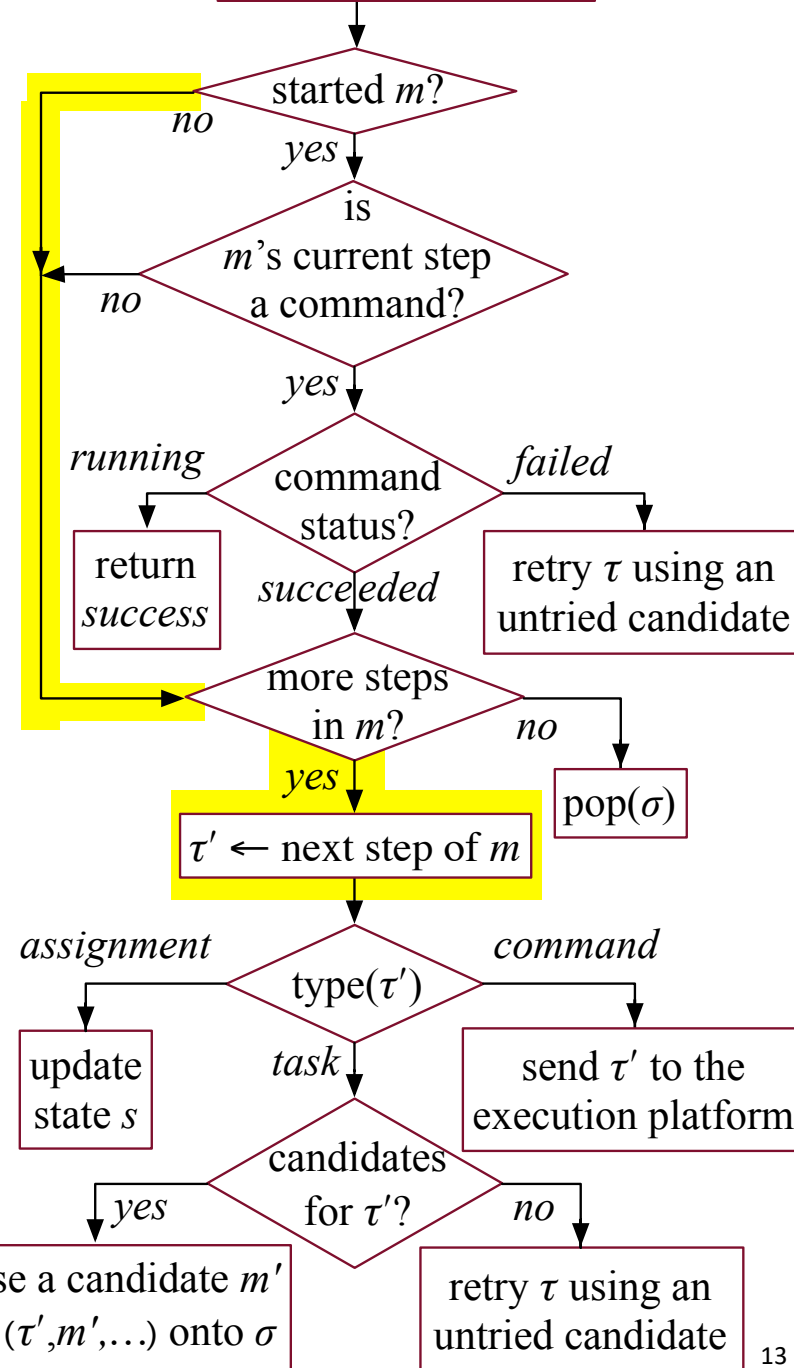 started m?
no
yes
is
m's current step
a command?
no
yes
running
failed
command
status?
return
success
retry τ using an
untried candidate
succeeded
more steps
in m?
no
yes
pop(σ)
τ′ ← next step of m
assignment
command
type(τ′)
update
state s
task
send τ′ to the
execution platform
candidates
for τ′?
yes
no
a candidate m′
(τ′,m′,…) onto σ
retry τ using an
untried candidate
13